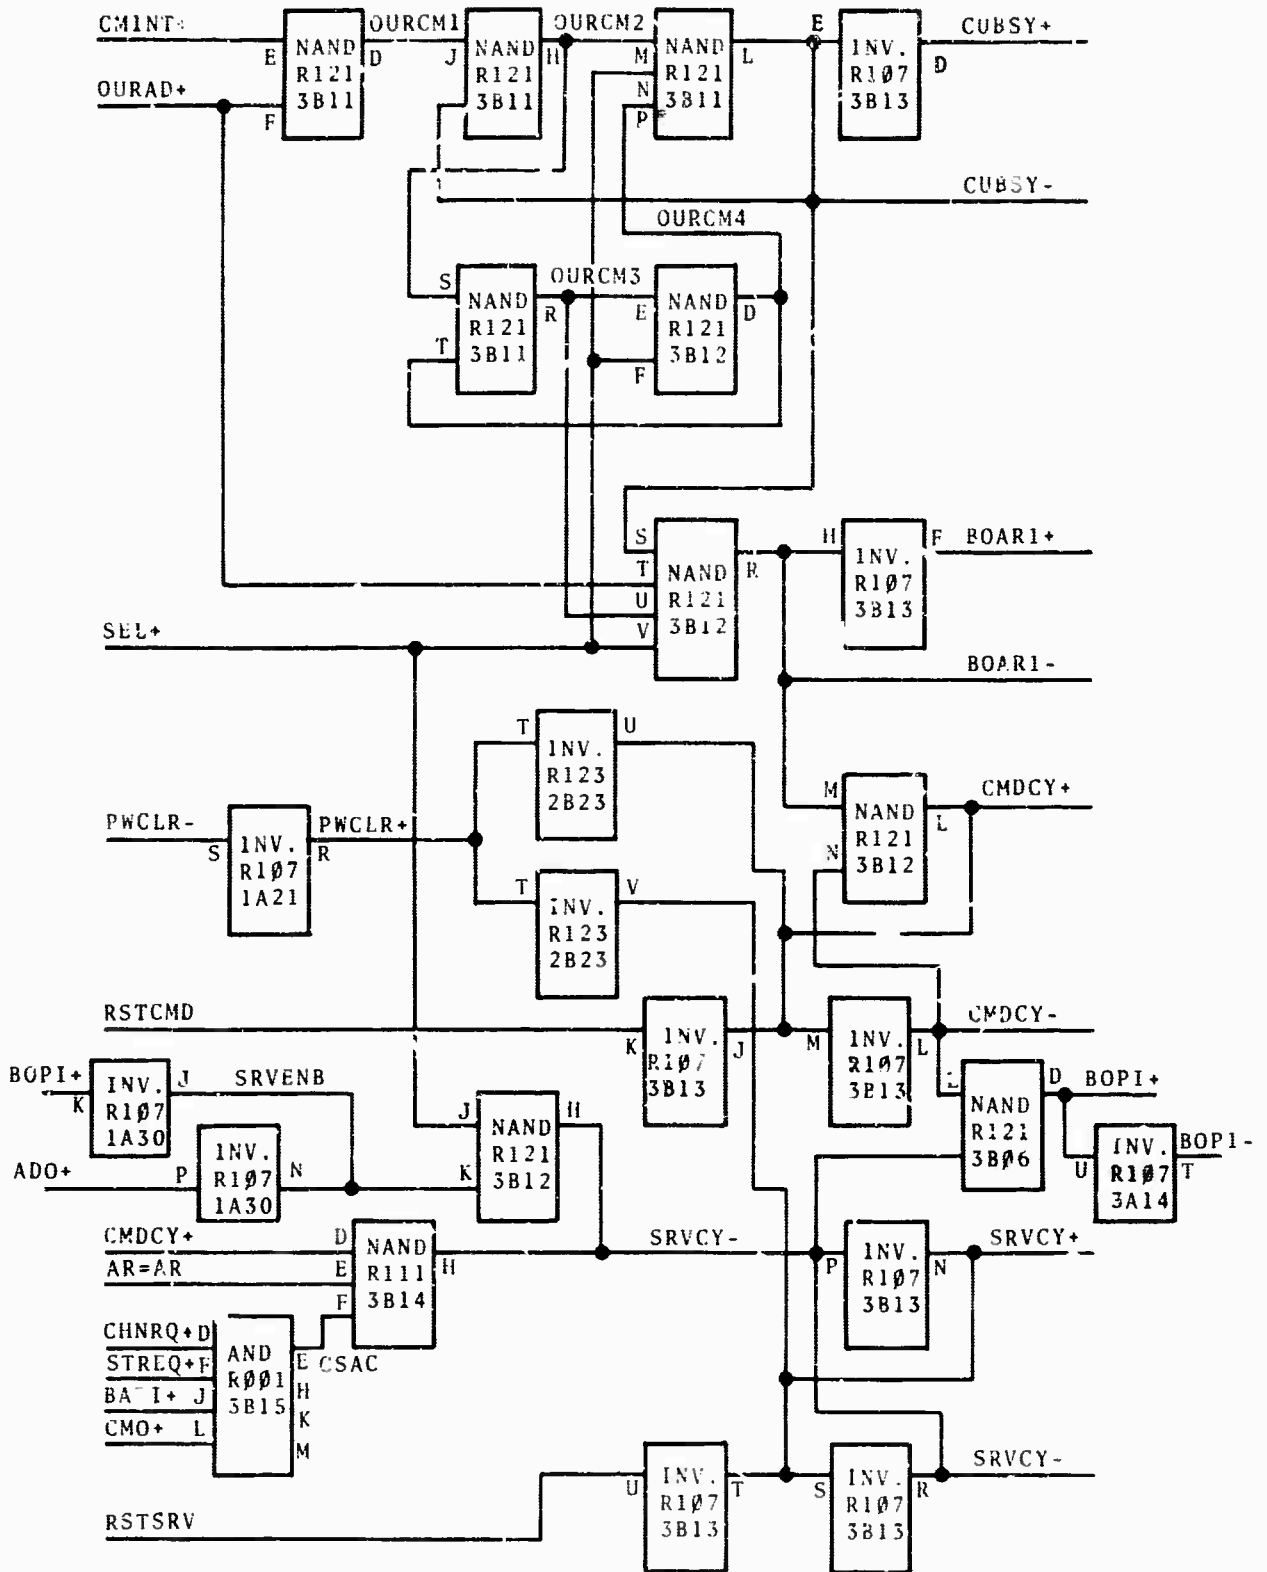 CMINT+ OURCM1 OURCM2 E CUBSY+
E NAND R121 3B11 D
J NAND R121 3B11 H
M N P NAND R121 3B11 L
INV. R107 3B13 D
OURAD+ F
CUBSY-
OURCM4
S T NAND R121 3B11 R
OURCM3
E F NAND R121 3B12 D
S T U V NAND R121 3B12 R
H INV. R1Ø7 3B13 F BOAR1+
SEL+
BOAR1-
T INV. R123 2B23 U
PWCLR- S INV. R1Ø7 1A21 R PWCLR+
T INV. R123 2B23 V
M N NAND R121 3B12 L CMDCY+
RSTCMD K INV. R1Ø7 3B13 J
M INV. R1Ø7 3B13 L CMDCY-
BOPI+ K INV. R1Ø7 1A30 J SRVENB
ADO+ P INV. R1Ø7 1A30 N
J K NAND R121 3B12 H
NAND R121 3BØ6 D BOPI+
U INV. R1Ø7 3A14 T BOPI-
CMDCY+ D
AR=AR E
F NAND R111 3B14 H
SRVCY- P INV. R1Ø7 3B13 N SRVCY+
CHNRQ+ D
STREQ+ F
J
CMO+ L
AND RØØ1 3B15 E H K M
CSAC
RSTSRV U INV. R1Ø7 3B13 T
S INV. R1Ø7 3B13 R SRVCY-